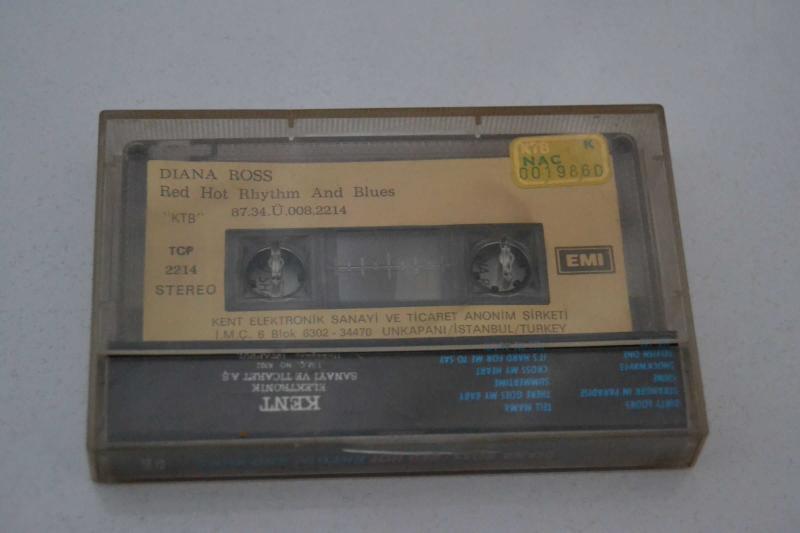 DIANA ROSS
Red Hot Rhythm And Blues
"KTB" 87.34.Ü.008.2214
KTB K
NAC
0019860
TCP
2214
STEREO
EMI
KENT ELEKTRONİK SANAYİ VE TİCARET ANONİM ŞİRKETİ
İ.M.Ç. 6 Blok 6302 - 34470 UNKAPANI/İSTANBUL/TURKEY
DIRTY LOOKS
STRANGER IN PARADISE
SHINE
SHOCKWAVES
SELFISH ONE
TELL MAMA
THERE GOES MY BABY
SUMMERTIME
CROSS MY HEART
IT'S HARD FOR ME TO SAY
KENT
ELEKTRONİK
SANAYİ VE TİCARET A.Ş